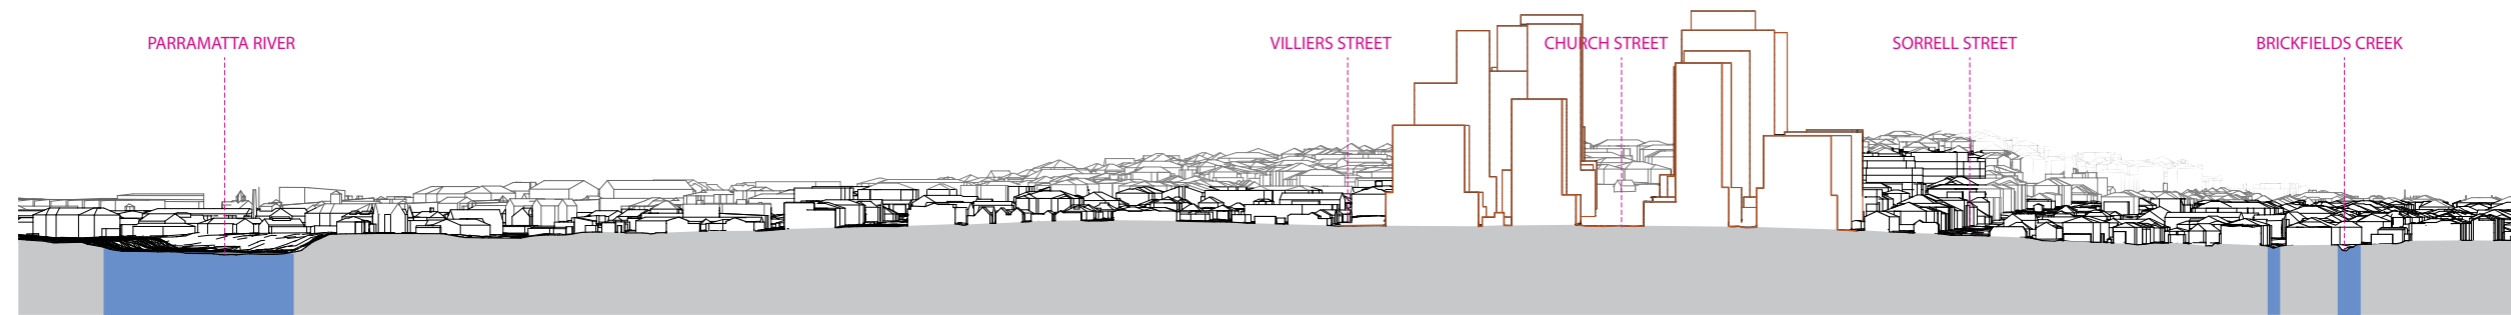 PARRAMATTA RIVER
VILLIERS STREET
CHURCH STREET
SORRELL STREET
BRICKFIELDS CREEK